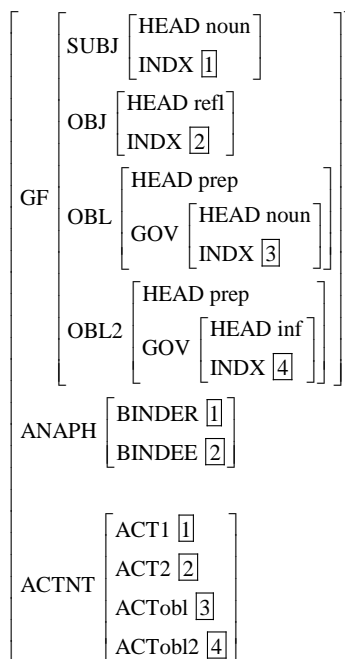 SUBJ HEAD noun
INDX 1
OBJ HEAD refl
INDX 2
GF
OBL HEAD prep
GOV HEAD noun
INDX 3
OBL2 HEAD prep
GOV HEAD inf
INDX 4
ANAPH BINDER 1
BINDEE 2
ACTNT ACT1 1
ACT2 2
ACTobl 3
ACTobl2 4